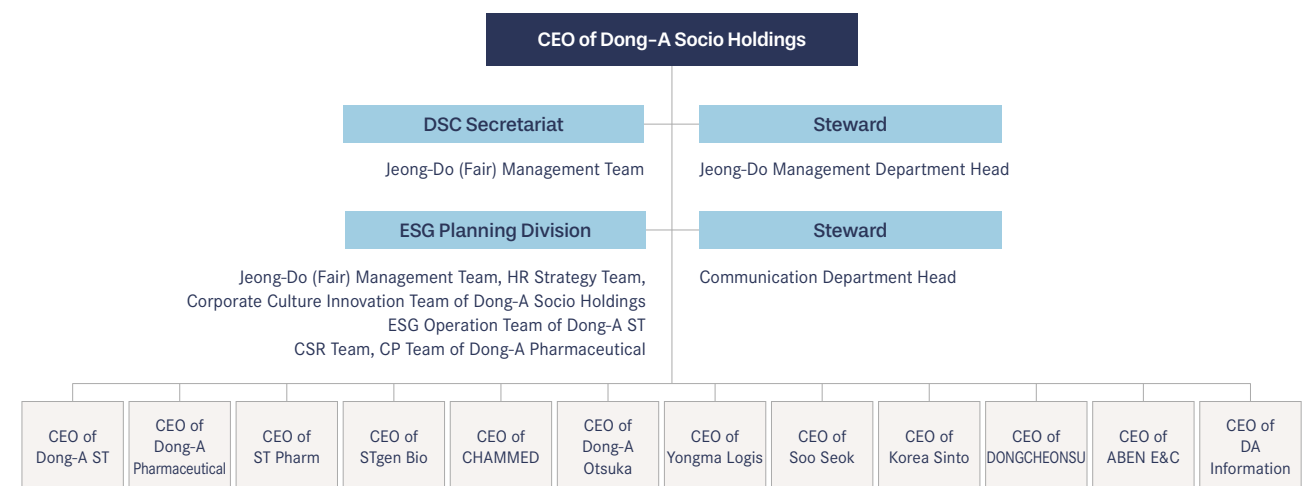 CEO of Dong-A Socio Holdings
DSC Secretariat
Steward
Jeong-Do (Fair) Management Team
Jeong-Do Management Department Head
ESG Planning Division
Steward
Jeong-Do (Fair) Management Team, HR Strategy Team,
Corporate Culture Innovation Team of Dong-A Socio Holdings
ESG Operation Team of Dong-A ST
CSR Team, CP Team of Dong-A Pharmaceutical
Communication Department Head
CEO of
Dong-A ST
CEO of
Dong-A
Pharmaceutical
CEO of
ST Pharm
CEO of
STgen Bio
CEO of
CHAMMED
CEO of
Dong-A
Otsuka
CEO of
Yongma Logis
CEO of
Soo Seok
CEO of
Korea Sinto
CEO of
DONGCHEONSU
CEO of
ABEN E&C
CEO of
DA
Information